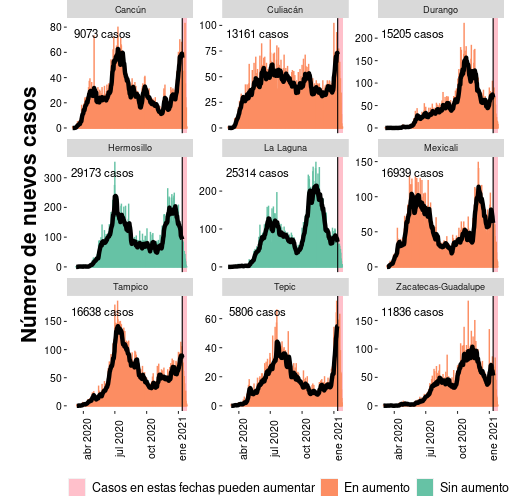 Número de nuevos casos
Cancún
Culiacán
Durango
9073 casos
13161 casos
15205 casos
80
60
40
20
0
100
75
50
25
0
200
150
100
50
0
Hermosillo
La Laguna
Mexicali
29173 casos
25314 casos
16939 casos
300
200
100
0
200
100
0
150
100
50
0
Tampico
Tepic
Zacatecas-Guadalupe
16638 casos
5806 casos
11836 casos
150
100
50
0
60
40
20
0
150
100
50
0
abr 2020
jul 2020
oct 2020
ene 2021
abr 2020
jul 2020
oct 2020
ene 2021
abr 2020
jul 2020
oct 2020
ene 2021
Casos en estas fechas pueden aumentar
En aumento
Sin aumento